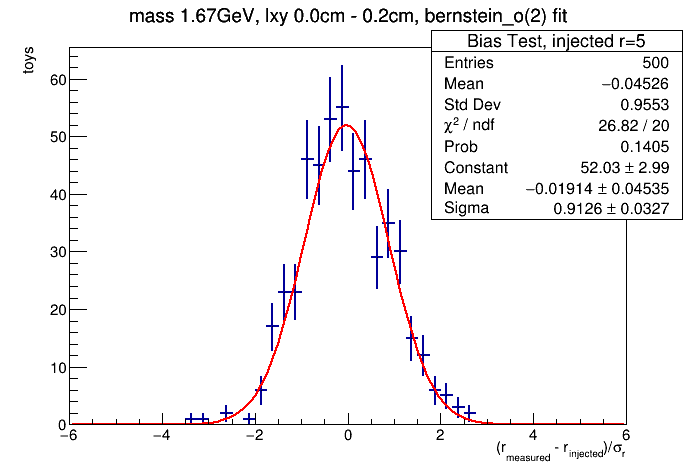 mass 1.67GeV, lxy 0.0cm - 0.2cm, bernstein_o(2) fit
Bias Test, injected r=5
Entries 500
Mean −0.04526
Std Dev 0.9553
χ² / ndf 26.82 / 20
Prob 0.1405
Constant 52.03 ± 2.99
Mean −0.01914 ± 0.04535
Sigma 0.9126 ± 0.0327
toys
60
50
40
30
20
10
0
−6 −4 −2 0 2 4 6
(r_measured - r_injected)/σ_r